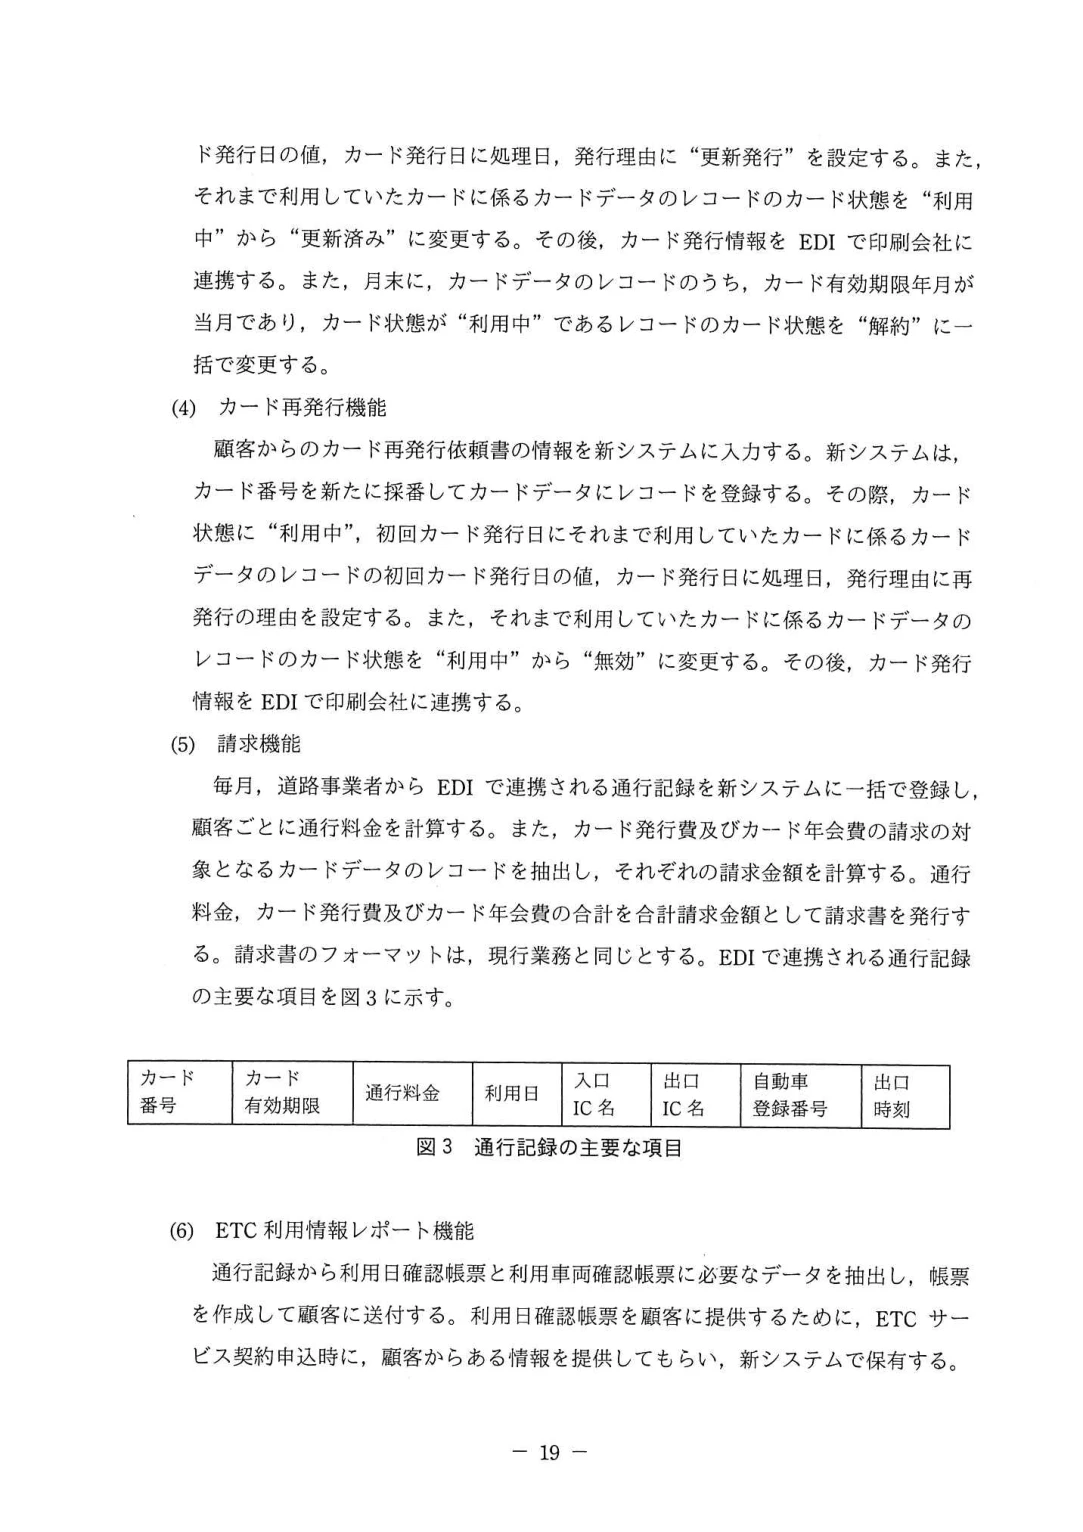 ド発行日の値，カード発行日に処理日，発行理由に“更新発行”を設定する。また，
それまで利用していたカードに係るカードデータのレコードのカード状態を“利用
中”から“更新済み”に変更する。その後，カード発行情報を EDI で印刷会社に
連携する。また，月末に，カードデータのレコードのうち，カード有効期限年月が
当月であり，カード状態が“利用中”であるレコードのカード状態を“解約”に一
括で変更する。
(4) カード再発行機能
顧客からのカード再発行依頼書の情報を新システムに入力する。新システムは，
カード番号を新たに採番してカードデータにレコードを登録する。その際，カード
状態に“利用中”，初回カード発行日にそれまで利用していたカードに係るカード
データのレコードの初回カード発行日の値，カード発行日に処理日，発行理由に再
発行の理由を設定する。また，それまで利用していたカードに係るカードデータの
レコードのカード状態を“利用中”から“無効”に変更する。その後，カード発行
情報を EDI で印刷会社に連携する。
(5) 請求機能
毎月，道路事業者から EDI で連携される通行記録を新システムに一括で登録し，
顧客ごとに通行料金を計算する。また，カード発行費及びカード年会費の請求の対
象となるカードデータのレコードを抽出し，それぞれの請求金額を計算する。通行
料金，カード発行費及びカード年会費の合計を合計請求金額として請求書を発行す
る。請求書のフォーマットは，現行業務と同じとする。EDI で連携される通行記録
の主要な項目を図 3 に示す。
カード
番号
カード
有効期限
通行料金
利用日
入口
IC 名
出口
IC 名
自動車
登録番号
出口
時刻
図 3 通行記録の主要な項目
(6) ETC 利用情報レポート機能
通行記録から利用日確認帳票と利用車両確認帳票に必要なデータを抽出し，帳票
を作成して顧客に送付する。利用日確認帳票を顧客に提供するために，ETC サー
ビス契約申込時に，顧客からある情報を提供してもらい，新システムで保有する。
－ 19 －